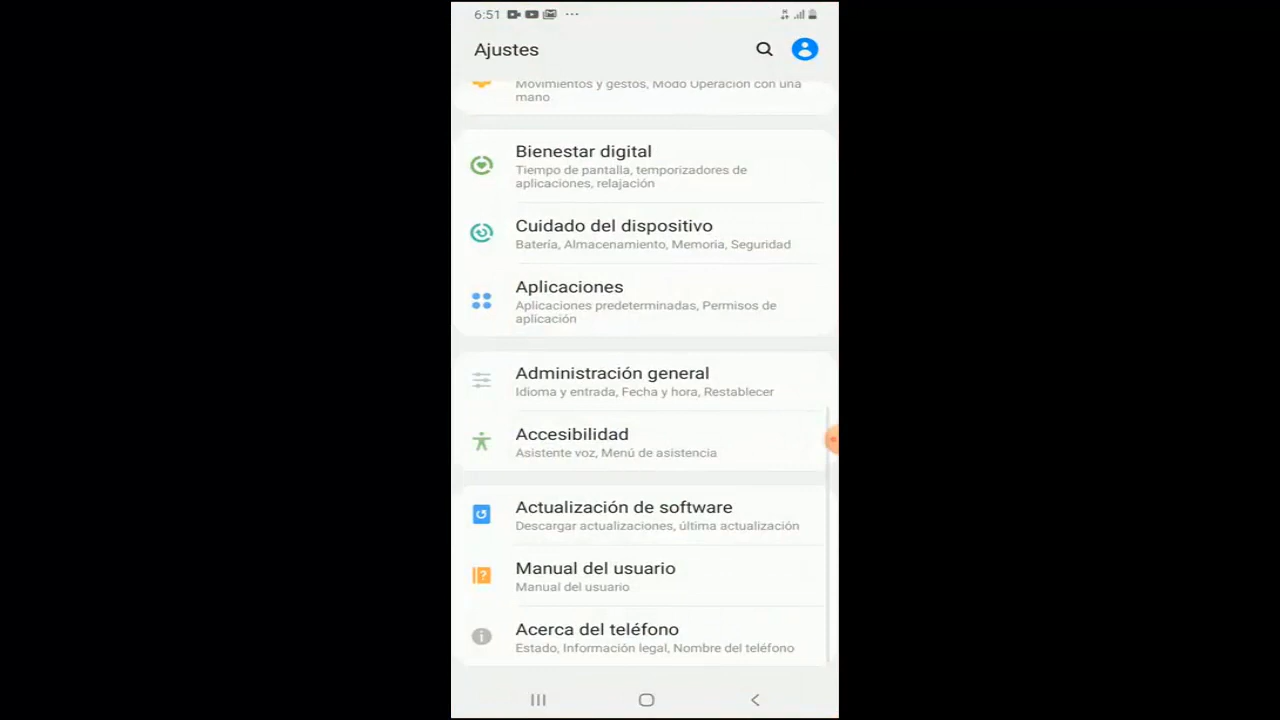 6:51
Ajustes
Movimientos y gestos, Modo Operación con una
mano
Bienestar digital
Tiempo de pantalla, temporizadores de
aplicaciones, relajación
Cuidado del dispositivo
Batería, Almacenamiento, Memoria, Seguridad
Aplicaciones
Aplicaciones predeterminadas, Permisos de
aplicación
Administración general
Idioma y entrada, Fecha y hora, Restablecer
Accesibilidad
Asistente voz, Menú de asistencia
Actualización de software
Descargar actualizaciones, última actualización
Manual del usuario
Manual del usuario
Acerca del teléfono
Estado, Información legal, Nombre del teléfono